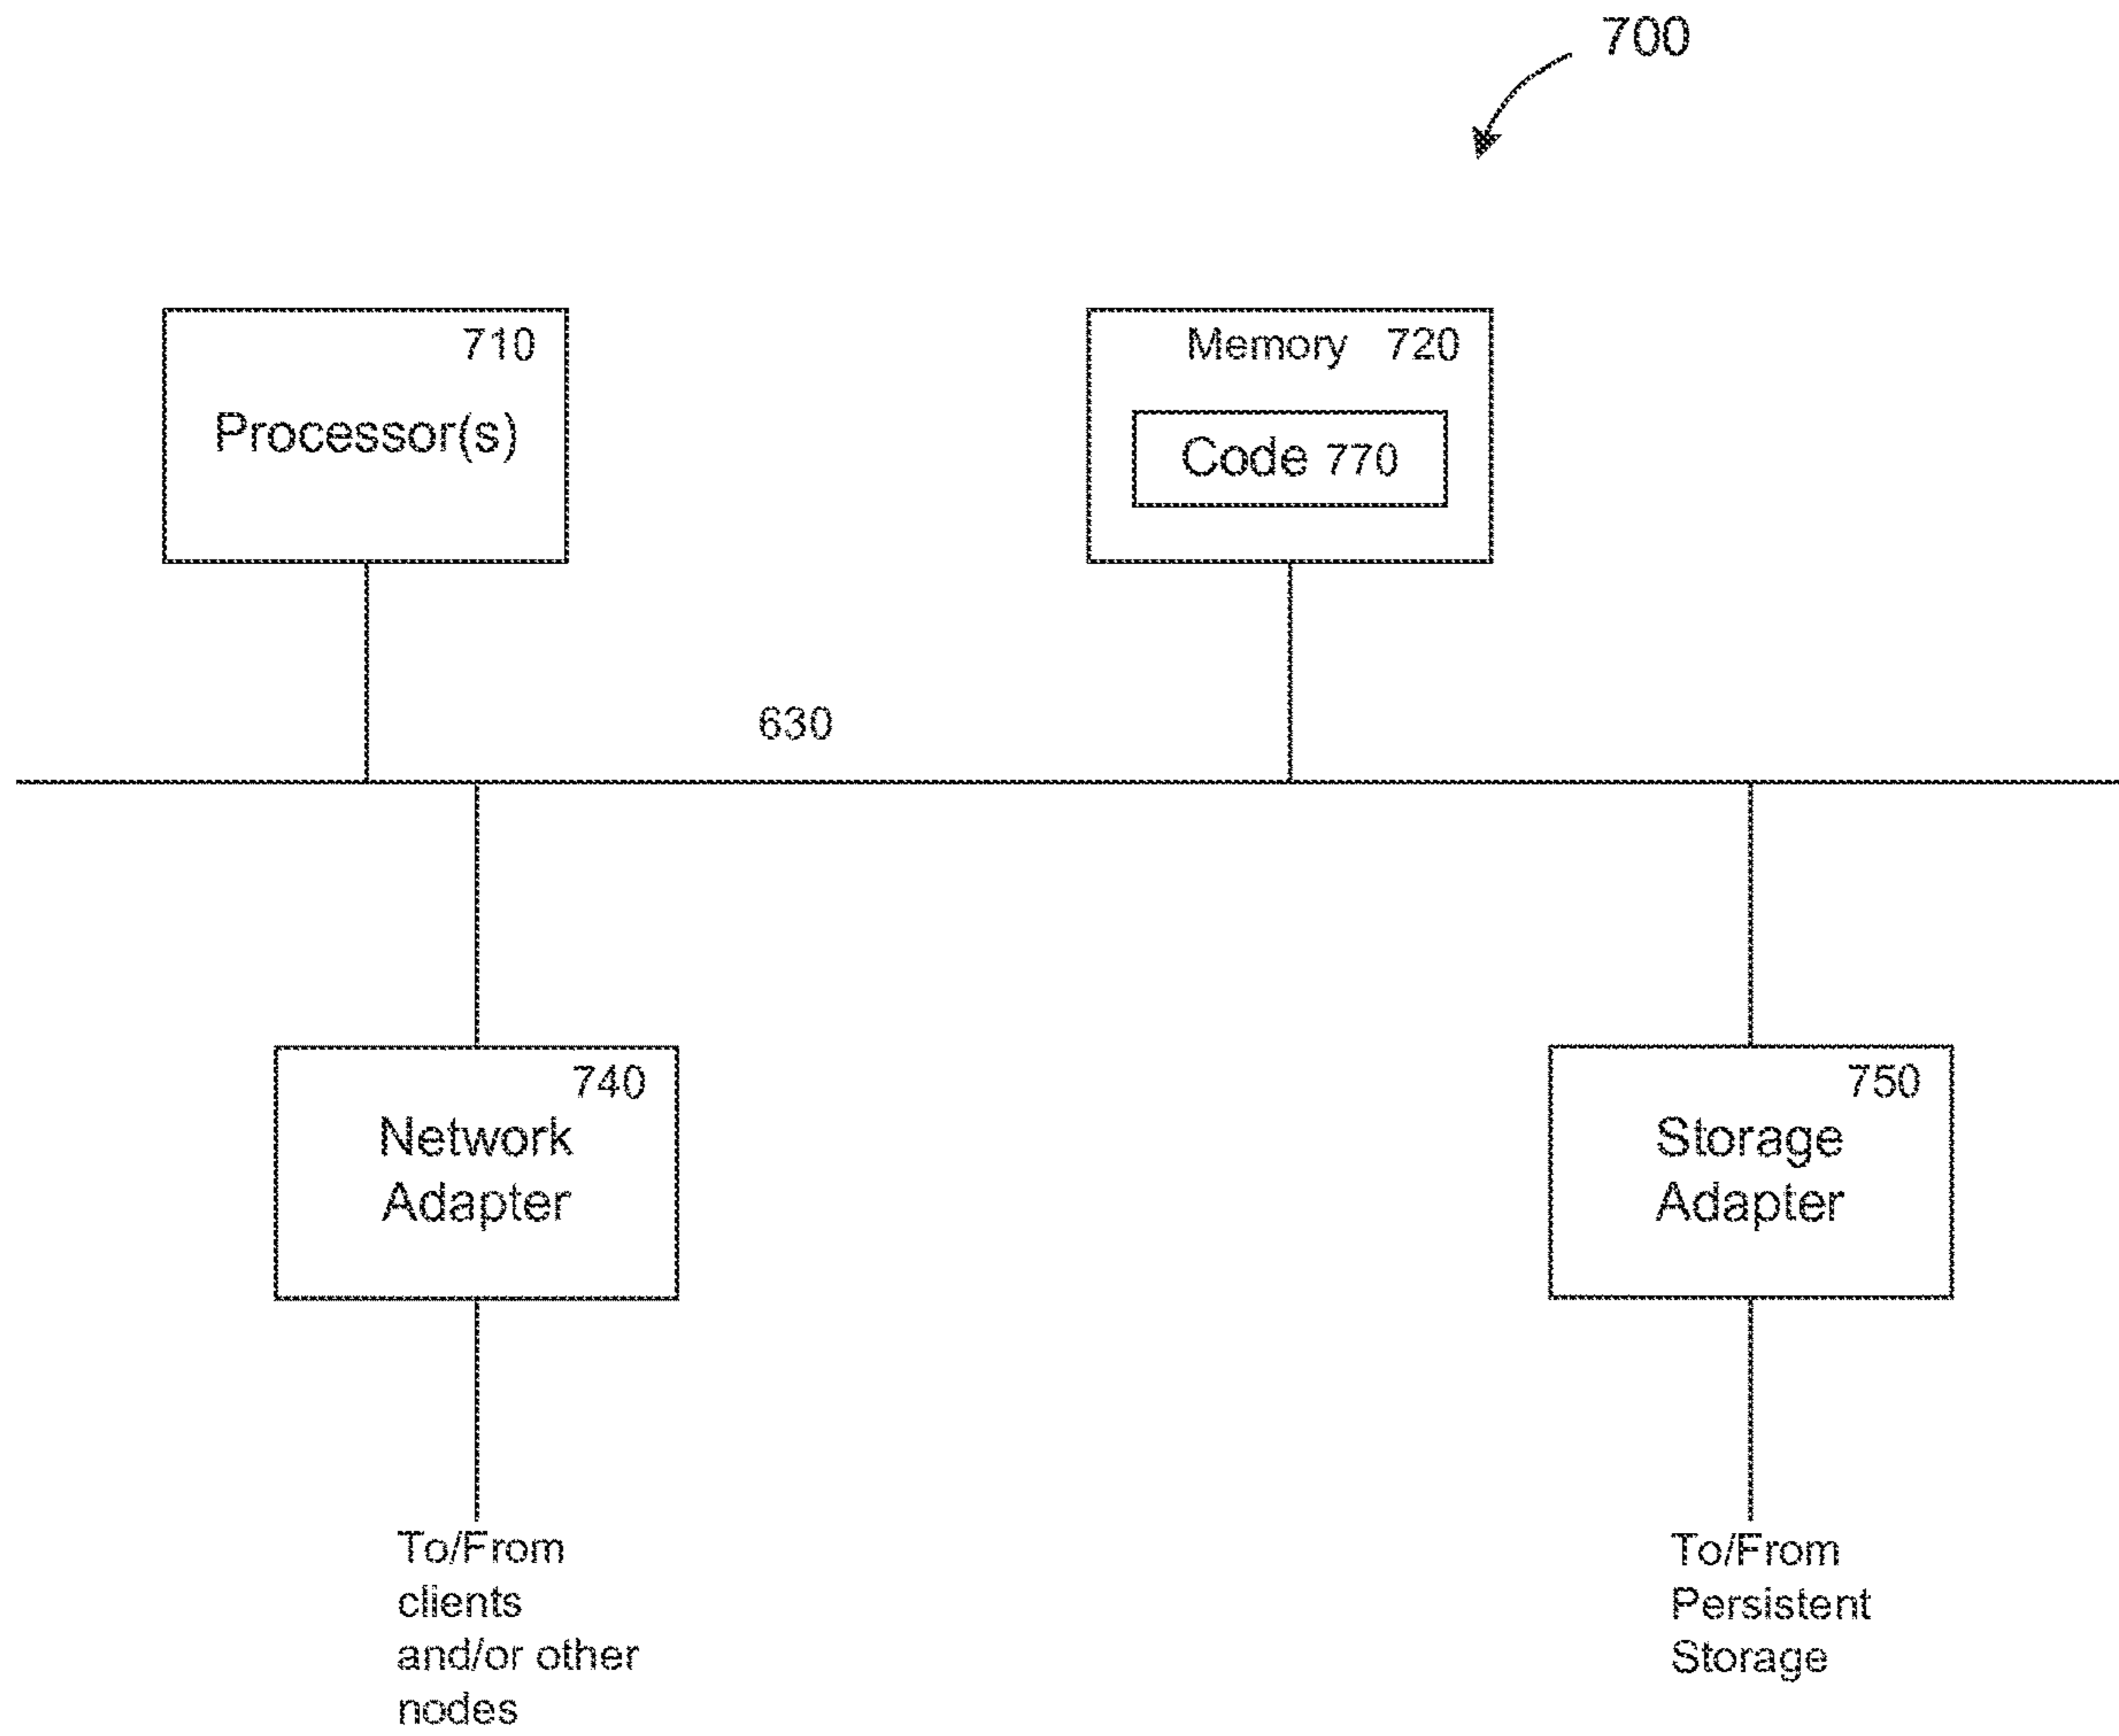 700
710
Processor(s)
Memory 720
Code 770
630
740
Network
Adapter
750
Storage
Adapter
To/From
clients
and/or other
nodes
To/From
Persistent
Storage